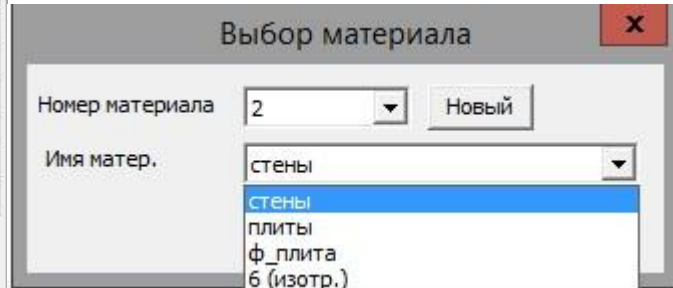 Выбор материала x
Номер материала 2 Новый
Имя матер. стены
стены
плиты
ф_плита
6 (изотр.)